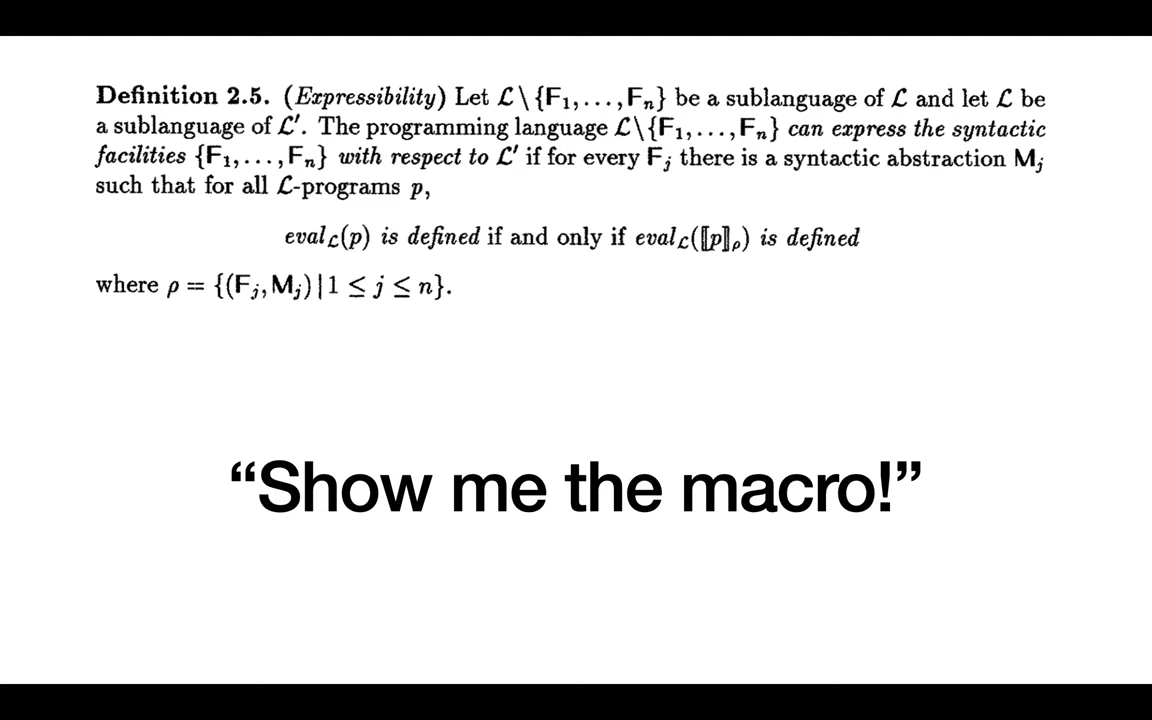 Definition 2.5. (Expressibility) Let ℒ\{F₁,...,Fₙ} be a sublanguage of ℒ and let ℒ be
a sublanguage of ℒ′. The programming language ℒ\{F₁,...,Fₙ} can express the syntactic
facilities {F₁,...,Fₙ} with respect to ℒ′ if for every Fⱼ there is a syntactic abstraction Mⱼ
such that for all ℒ-programs p,
eval_ℒ(p) is defined if and only if eval_ℒ(⟦p⟧ᵨ) is defined
where ρ = {(Fⱼ, Mⱼ) | 1 ≤ j ≤ n}.
“Show me the macro!”